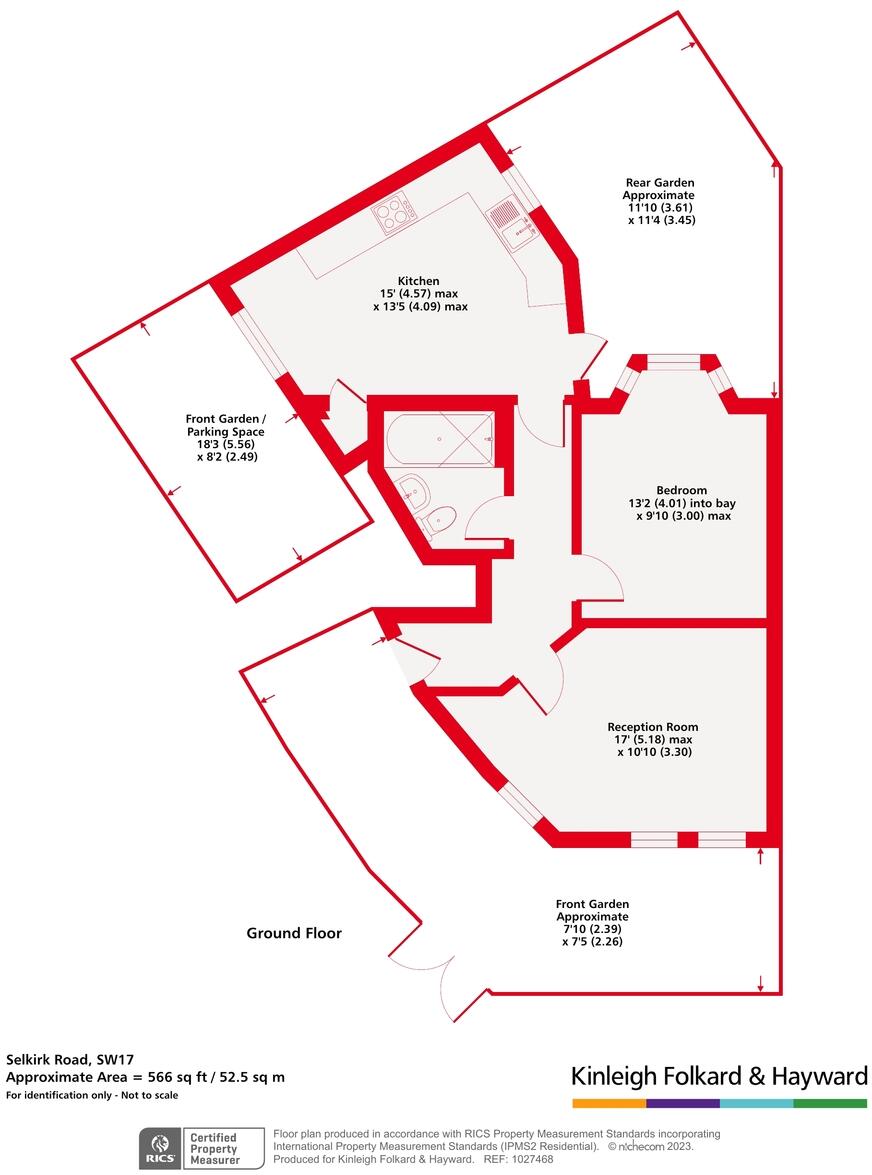 Rear Garden
Approximate
11'10 (3.61)
x 11'4 (3.45)
Kitchen
15' (4.57) max
x 13'5 (4.09) max
Front Garden /
Parking Space
18'3 (5.56)
x 8'2 (2.49)
Bedroom
13'2 (4.01) into bay
x 9'10 (3.00) max
Reception Room
17' (5.18) max
x 10'10 (3.30)
Front Garden
Approximate
7'10 (2.39)
x 7'5 (2.26)
Ground Floor
Selkirk Road, SW17
Approximate Area = 566 sq ft / 52.5 sq m
For identification only - Not to scale
Kinleigh Folkard & Hayward
RICS
Certified
Property
Measurer
Floor plan produced in accordance with RICS Property Measurement Standards incorporating
International Property Measurement Standards (IPMS2 Residential). © nichecom 2023.
Produced for Kinleigh Folkard & Hayward. REF: 1027468